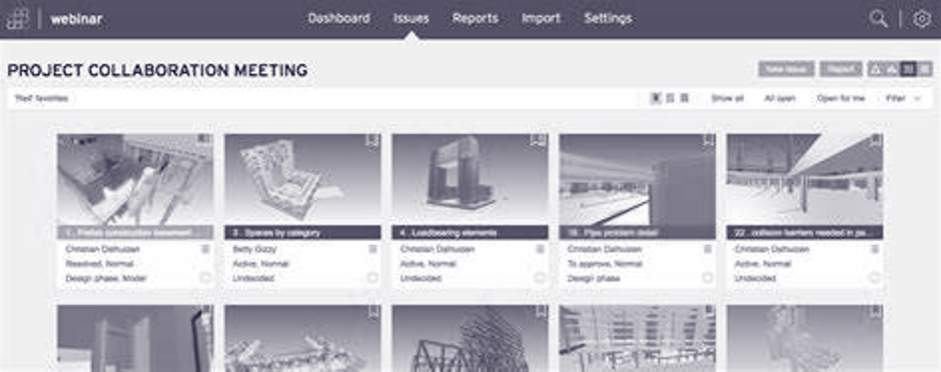 webinar
Dashboard Issues Reports Import Settings
PROJECT COLLABORATION MEETING
New issue Report
favorites Show all All open Open for me Filter
1 . Prefab construction basement
3 . Spaces by category
4 . Loadbearing elements
18 . Pipe problem detail
22 . collision barriers needed in pa...
Christian Dalhuizen
Resolved, Normal
Design phase, Model
Betty Gizzy
Active, Normal
Undecided
Christian Dalhuizen
Active, Normal
Undecided
Christian Dalhuizen
To approve, Normal
Design phase
Christian Dalhuizen
Active, Normal
Undecided